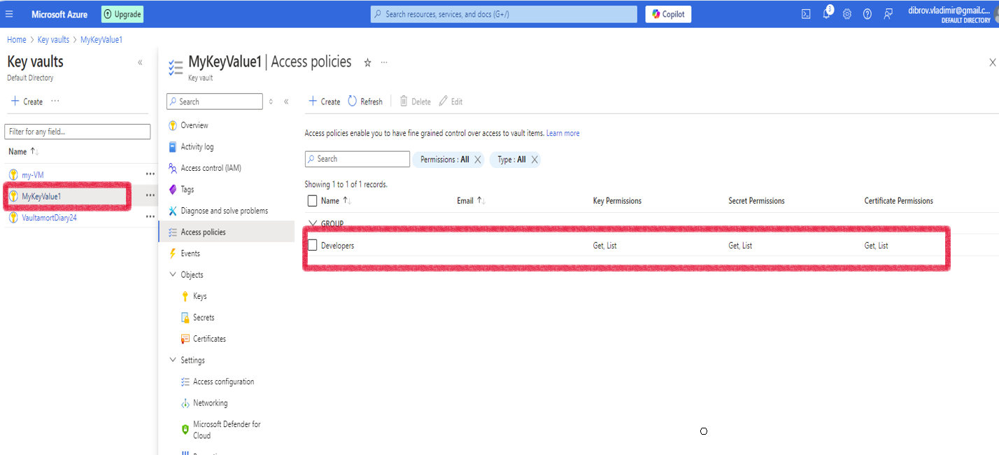 Microsoft Azure
Upgrade
Search resources, services, and docs (G+/)
Copilot
3
dibrov.vladimir@gmail.c...
DEFAULT DIRECTORY
Home > Key vaults > MyKeyValue1
Key vaults
Default Directory
Create
Filter for any field...
Name
my-VM
MyKeyValue1
VaultamortDiary24
MyKeyValue1 | Access policies
Key vault
Search
Overview
Activity log
Access control (IAM)
Tags
Diagnose and solve problems
Access policies
Events
Objects
Keys
Secrets
Certificates
Settings
Access configuration
Networking
Microsoft Defender for
Cloud
Create Refresh Delete Edit
Access policies enable you to have fine grained control over access to vault items. Learn more
Search
Permissions : All
Type : All
Showing 1 to 1 of 1 records.
Name Email Key Permissions Secret Permissions Certificate Permissions
GROUP
Developers Get, List Get, List Get, List